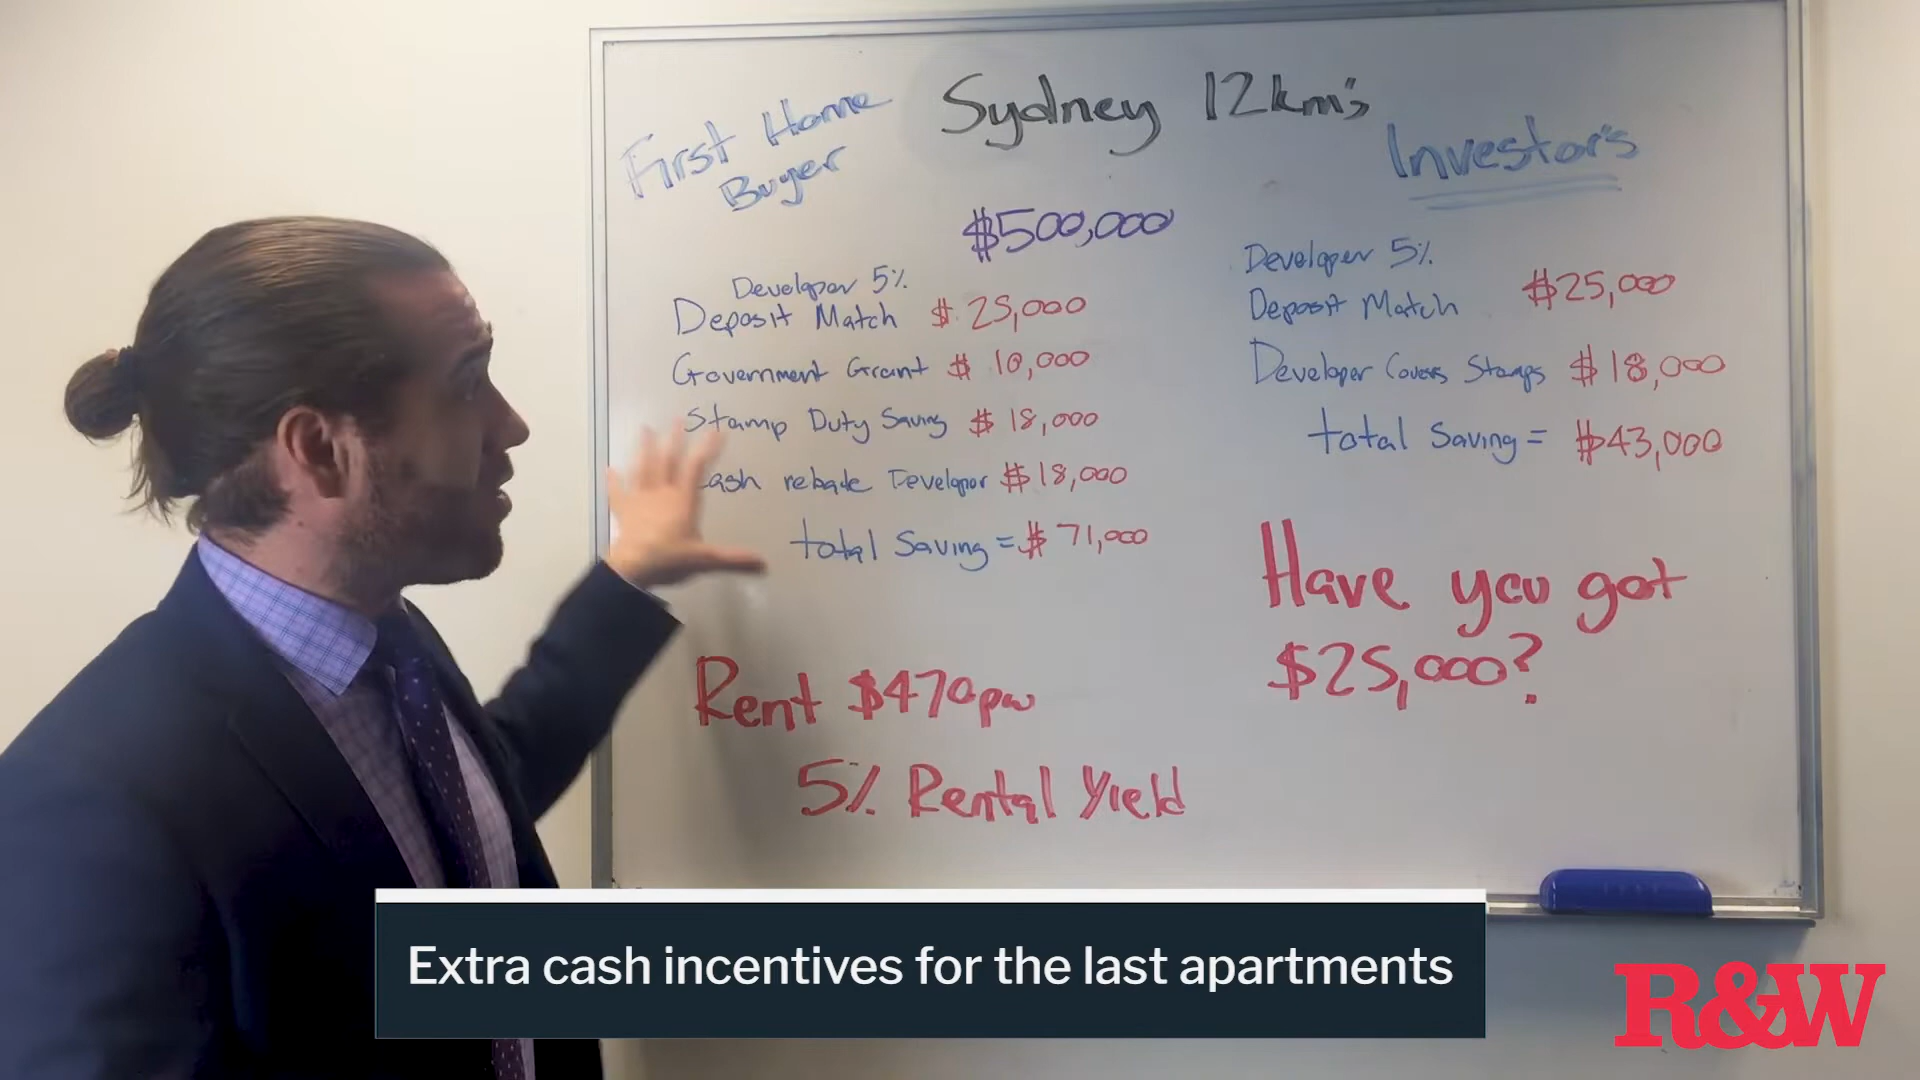 Sydney 12km's
First Home
Buyer
$500,000
Developer 5%
Deposit Match $ 25,000
Government Grant $ 10,000
Stamp Duty Saving $ 18,000
Cash rebate Developer $18,000
total Saving = $ 71,000
Rent $470pw
5% Rental Yield
Investor's
Developer 5%
Deposit Match $25,000
Developer Covers Stamps $18,000
total Saving = $43,000
Have you got
$25,000?
Extra cash incentives for the last apartments
R&W